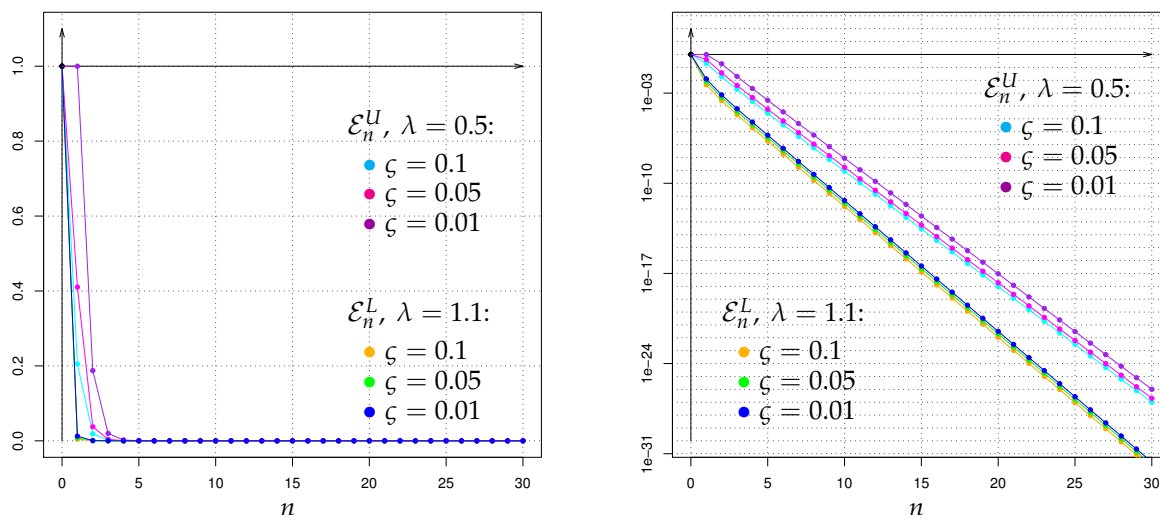 1.0
0.8
0.6
0.4
0.2
0.0
ℰₙᵁ, λ = 0.5:
ς = 0.1
ς = 0.05
ς = 0.01
ℰₙᴸ, λ = 1.1:
ς = 0.1
ς = 0.05
ς = 0.01
0 5 10 15 20 25 30
n
1e-03
1e-10
1e-17
1e-24
1e-31
ℰₙᵁ, λ = 0.5:
ς = 0.1
ς = 0.05
ς = 0.01
ℰₙᴸ, λ = 1.1:
ς = 0.1
ς = 0.05
ς = 0.01
0 5 10 15 20 25 30
n